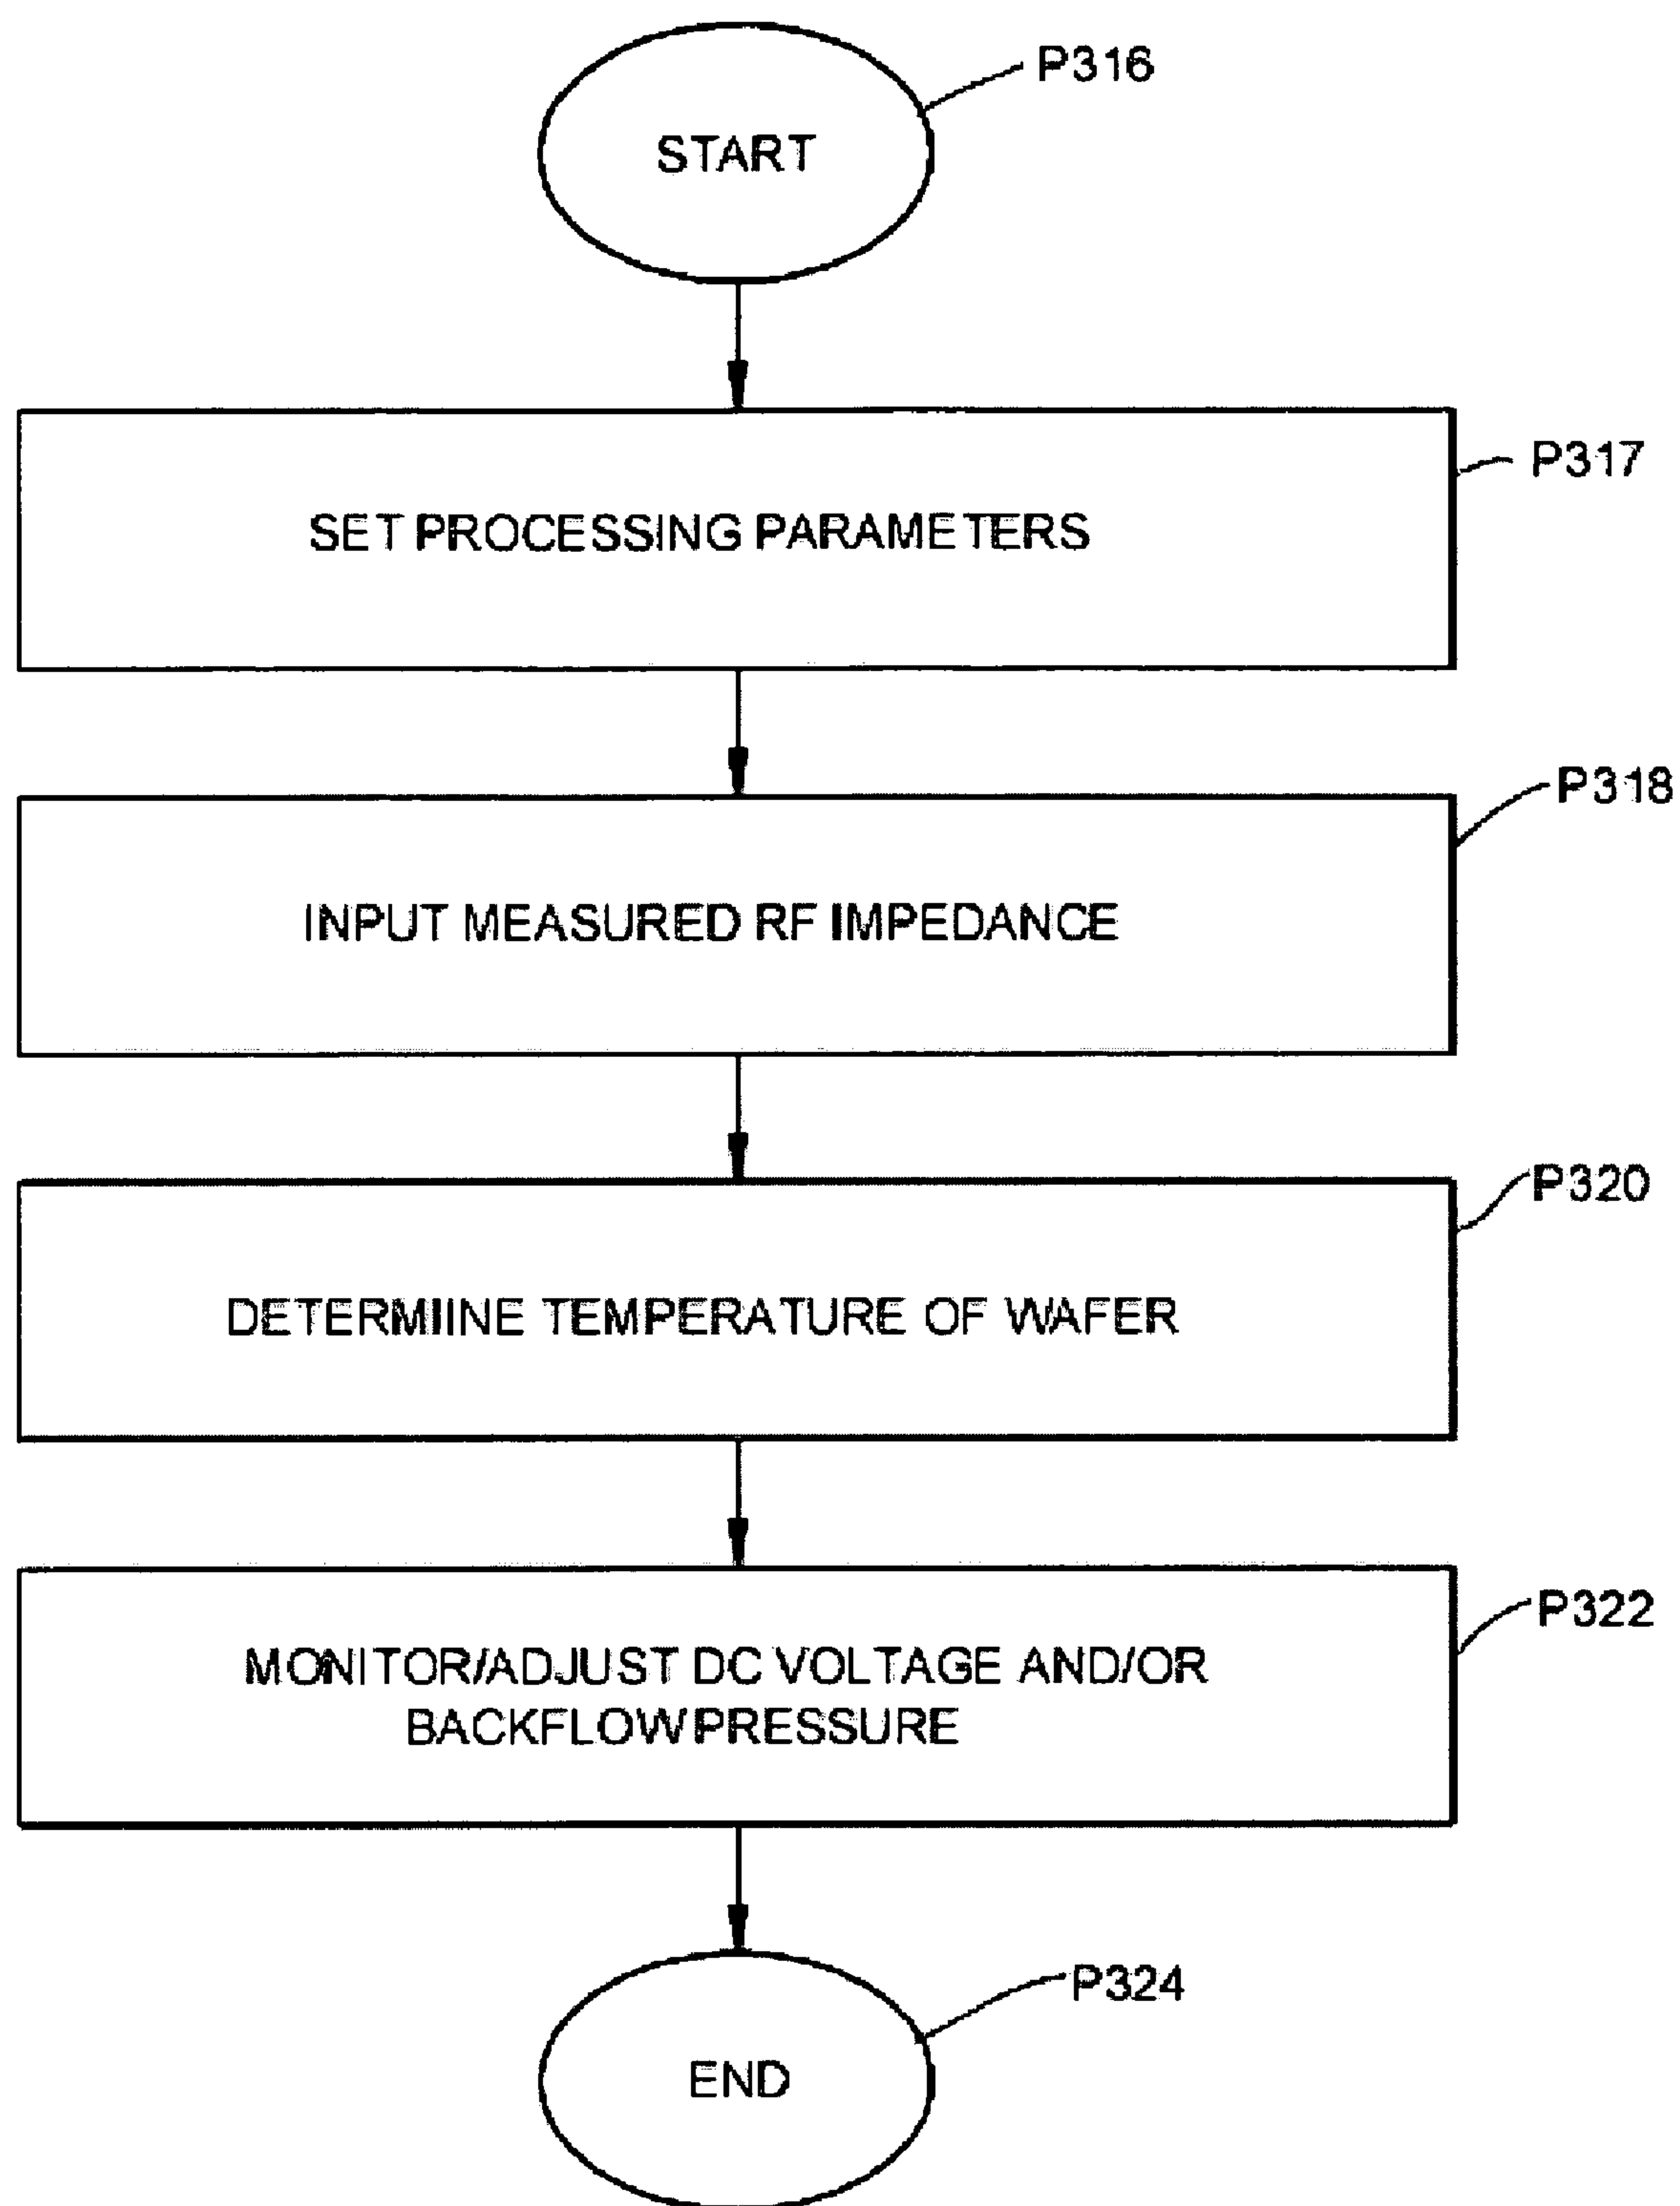 P316
START
P317
SET PROCESSING PARAMETERS
P318
INPUT MEASURED RF IMPEDANCE
P320
DETERMIINE TEMPERATURE OF WAFER
P322
MONITOR/ADJUST DC VOLTAGE AND/OR
BACKFLOW PRESSURE
P324
END